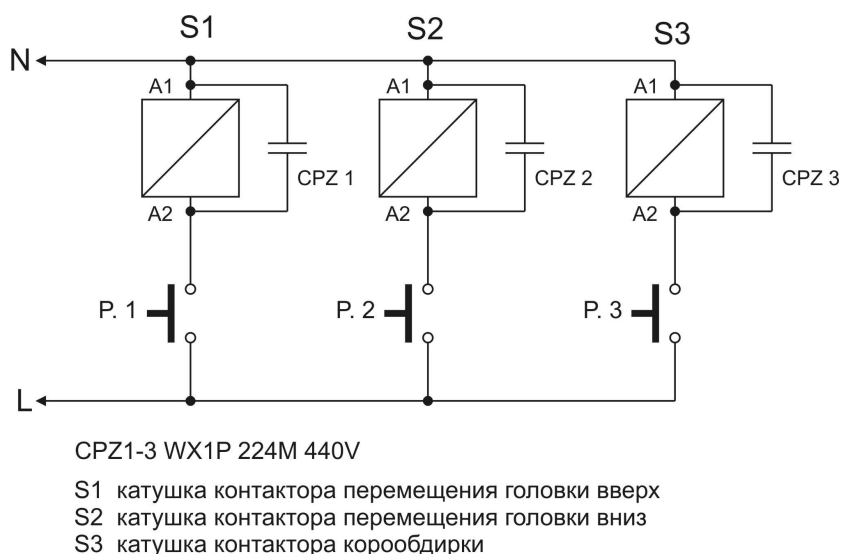 S1 S2 S3
N
A1 A1 A1
CPZ 1 CPZ 2 CPZ 3
A2 A2 A2
P. 1 P. 2 P. 3
L
CPZ1-3 WX1P 224M 440V
S1 катушка контактора перемещения головки вверх
S2 катушка контактора перемещения головки вниз
S3 катушка контактора корообдирки